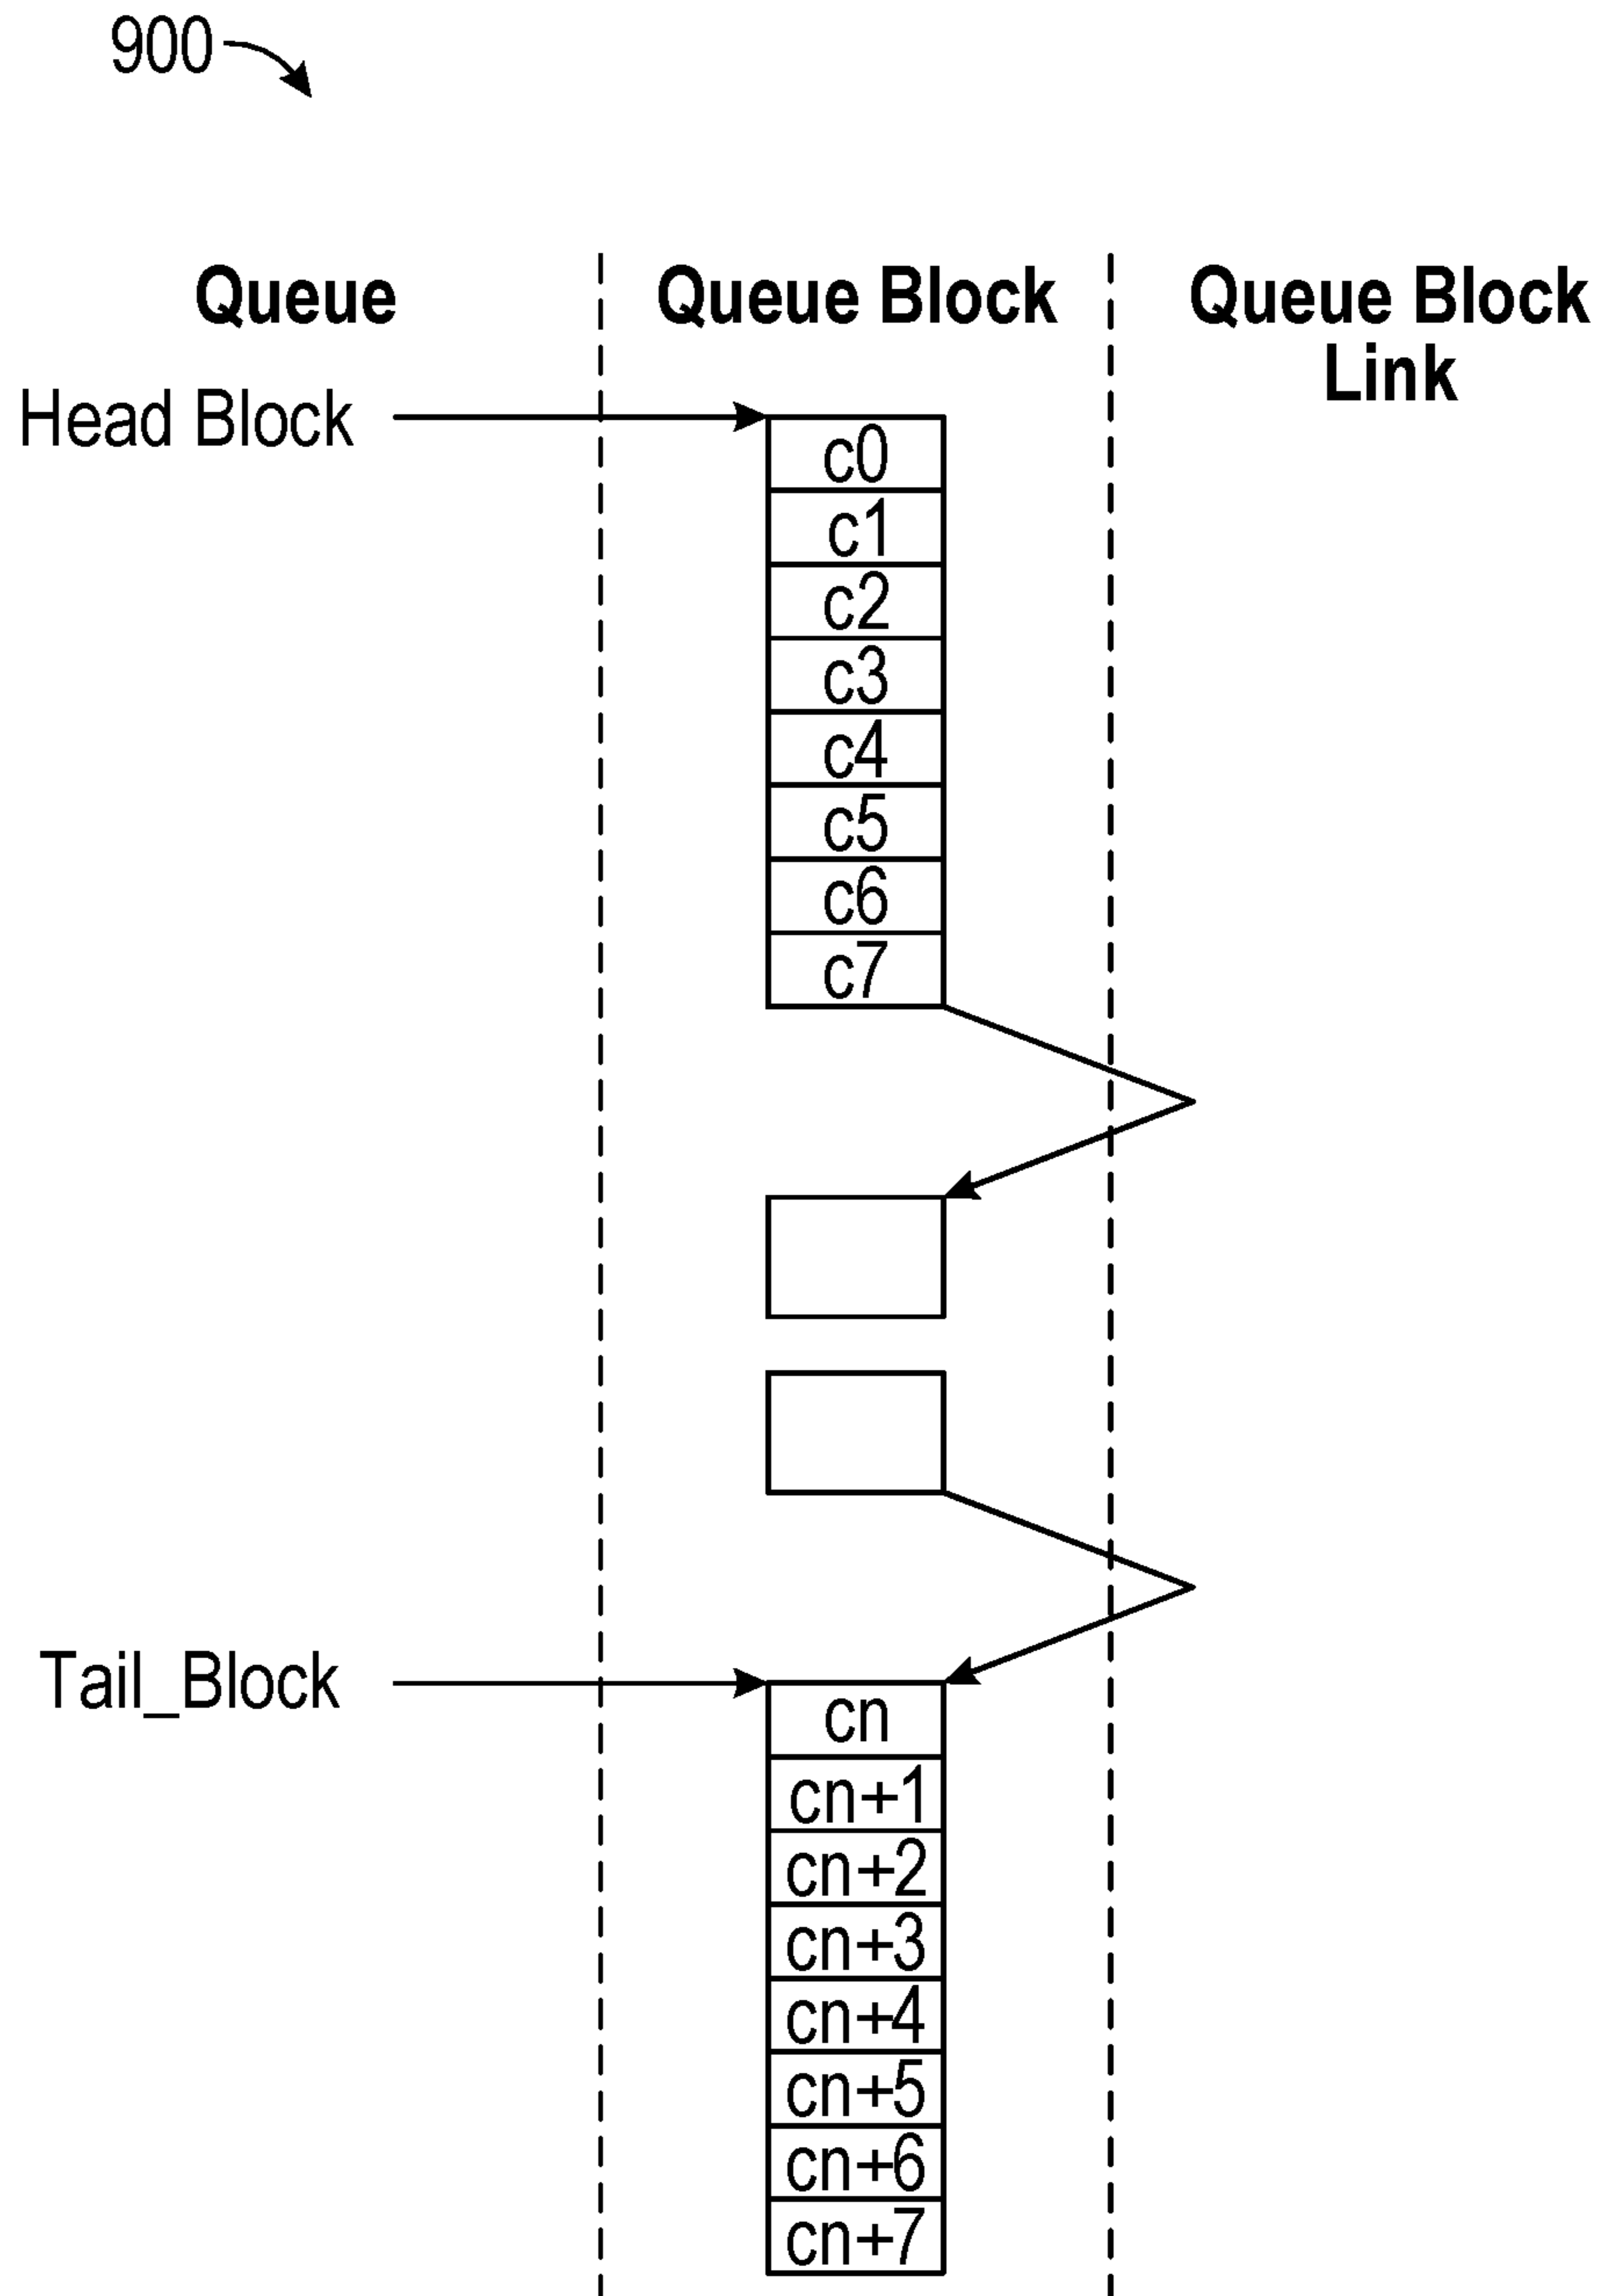 900
Queue
Queue Block
Queue Block
Link
Head Block
c0
c1
c2
c3
c4
c5
c6
c7
Tail_Block
cn
cn+1
cn+2
cn+3
cn+4
cn+5
cn+6
cn+7